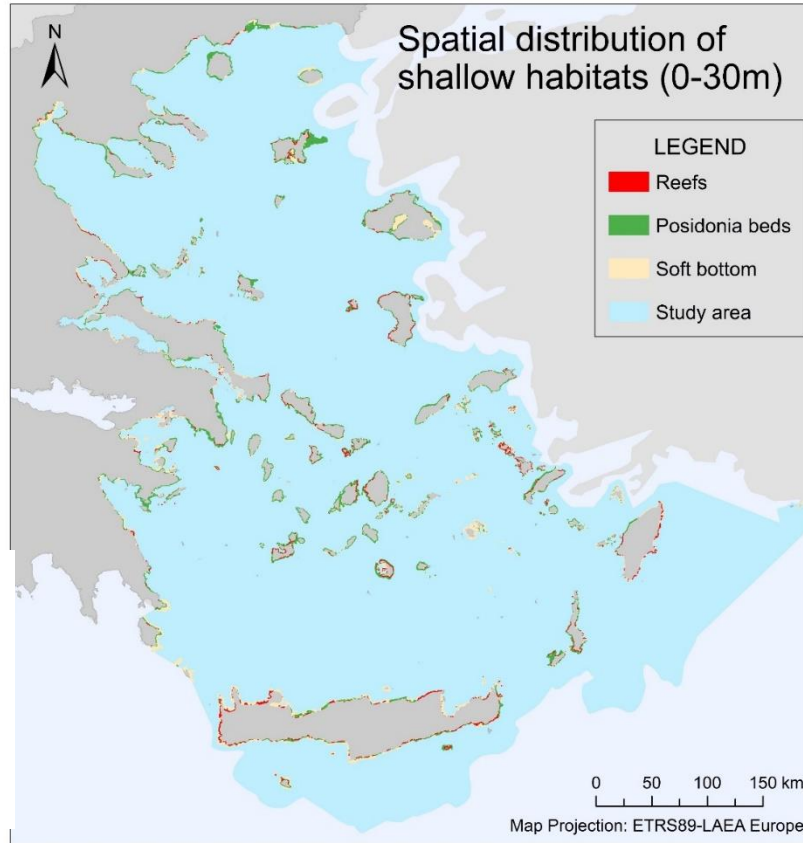 N
Spatial distribution of
shallow habitats (0-30m)
LEGEND
Reefs
Posidonia beds
Soft bottom
Study area
0 50 100 150 km
Map Projection: ETRS89-LAEA Europe